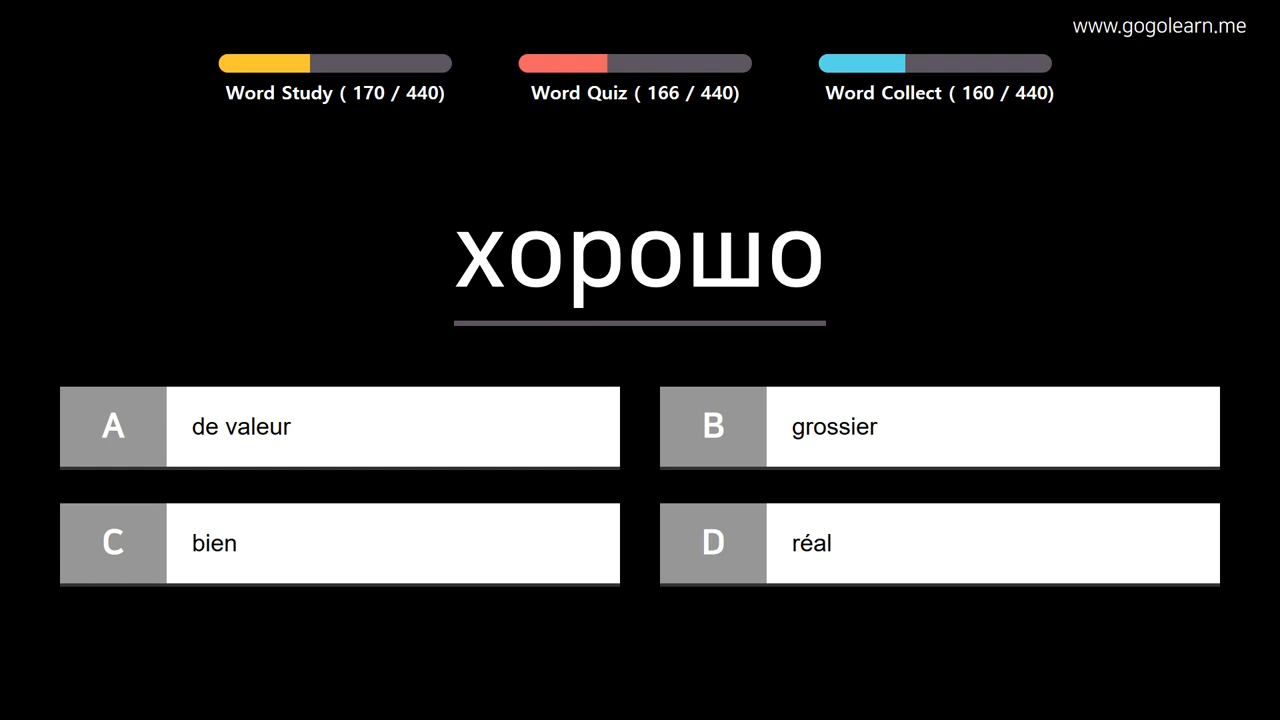 www.gogolearn.me
Word Study ( 170 / 440)
Word Quiz ( 166 / 440)
Word Collect ( 160 / 440)
хорошо
A de valeur
B grossier
C bien
D réal